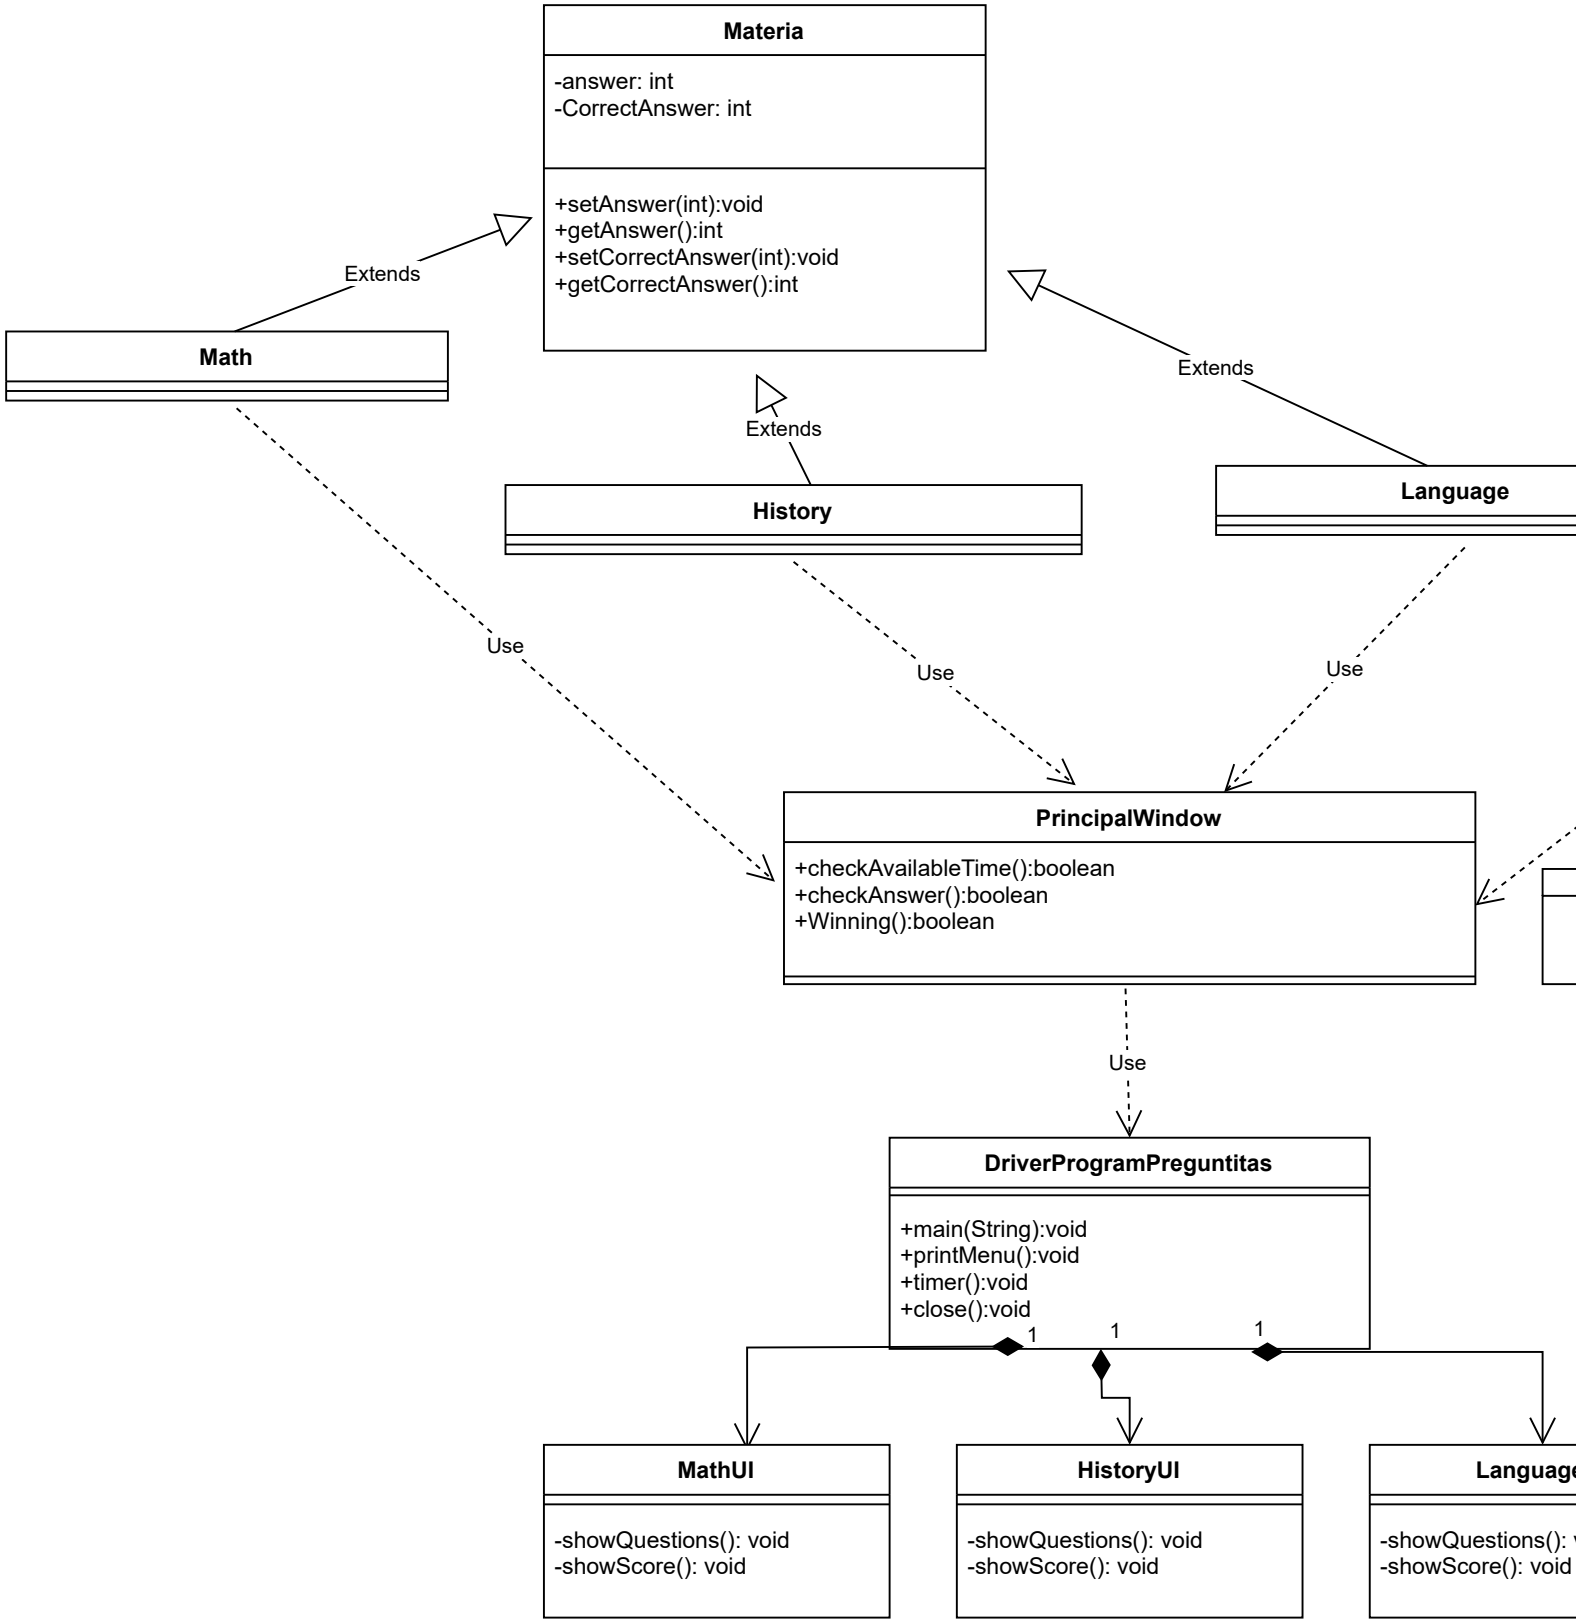 Materia
-answer: int
-CorrectAnswer: int
+setAnswer(int):void
+getAnswer():int
+setCorrectAnswer(int):void
+getCorrectAnswer():int
Extends
Extends
Extends
Math
History
Language
Use
Use
Use
PrincipalWindow
+checkAvailableTime():boolean
+checkAnswer():boolean
+Winning():boolean
Use
DriverProgramPreguntitas
+main(String):void
+printMenu():void
+timer():void
+close():void
1
1
1
MathUI
-showQuestions(): void
-showScore(): void
HistoryUI
-showQuestions(): void
-showScore(): void
Language
-showQuestions():
-showScore(): void